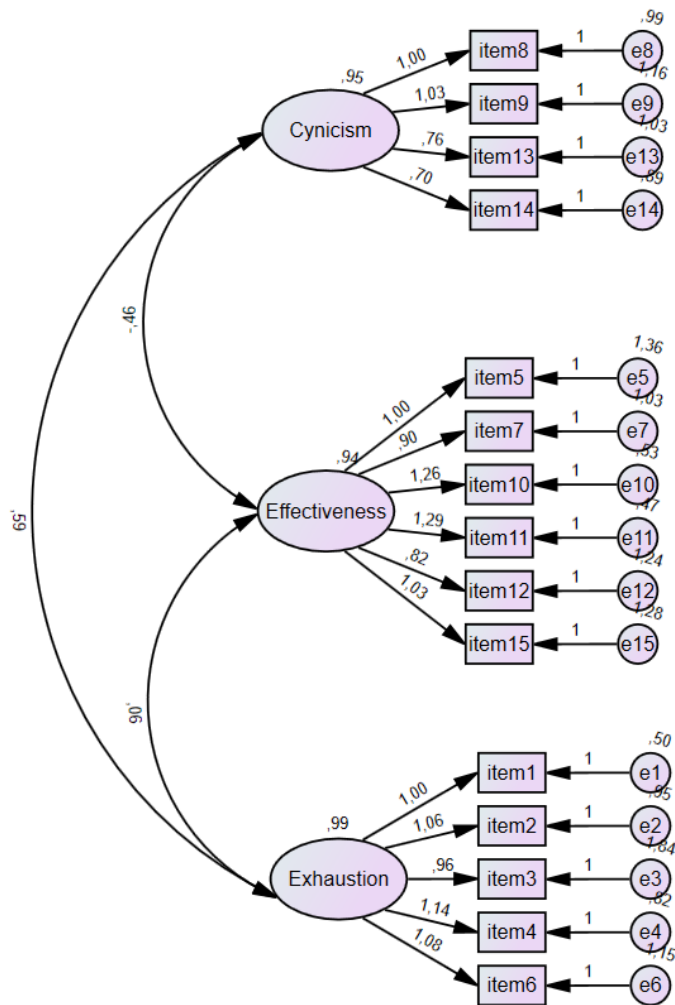 ,99
1
item8
e8
1,00
1,16
,95
1,03
1
item9
e9
1,03
Cynicism
,76
1
item13
e13
,89
,70
1
item14
e14
-,46
1,36
1
item5
e5
1,00
1,03
,90
1
item7
e7
,53
,94
1,26
1
item10
e10
,47
Effectiveness
1,29
1
item11
e11
1,24
,82
1
item12
e12
1,28
1,03
1
item15
e15
,59
,06
,50
1
item1
e1
1,00
,95
,99
1,06
1
item2
e2
1,84
Exhaustion
,96
1
item3
e3
,82
1,14
1
item4
e4
1,15
1,08
1
item6
e6